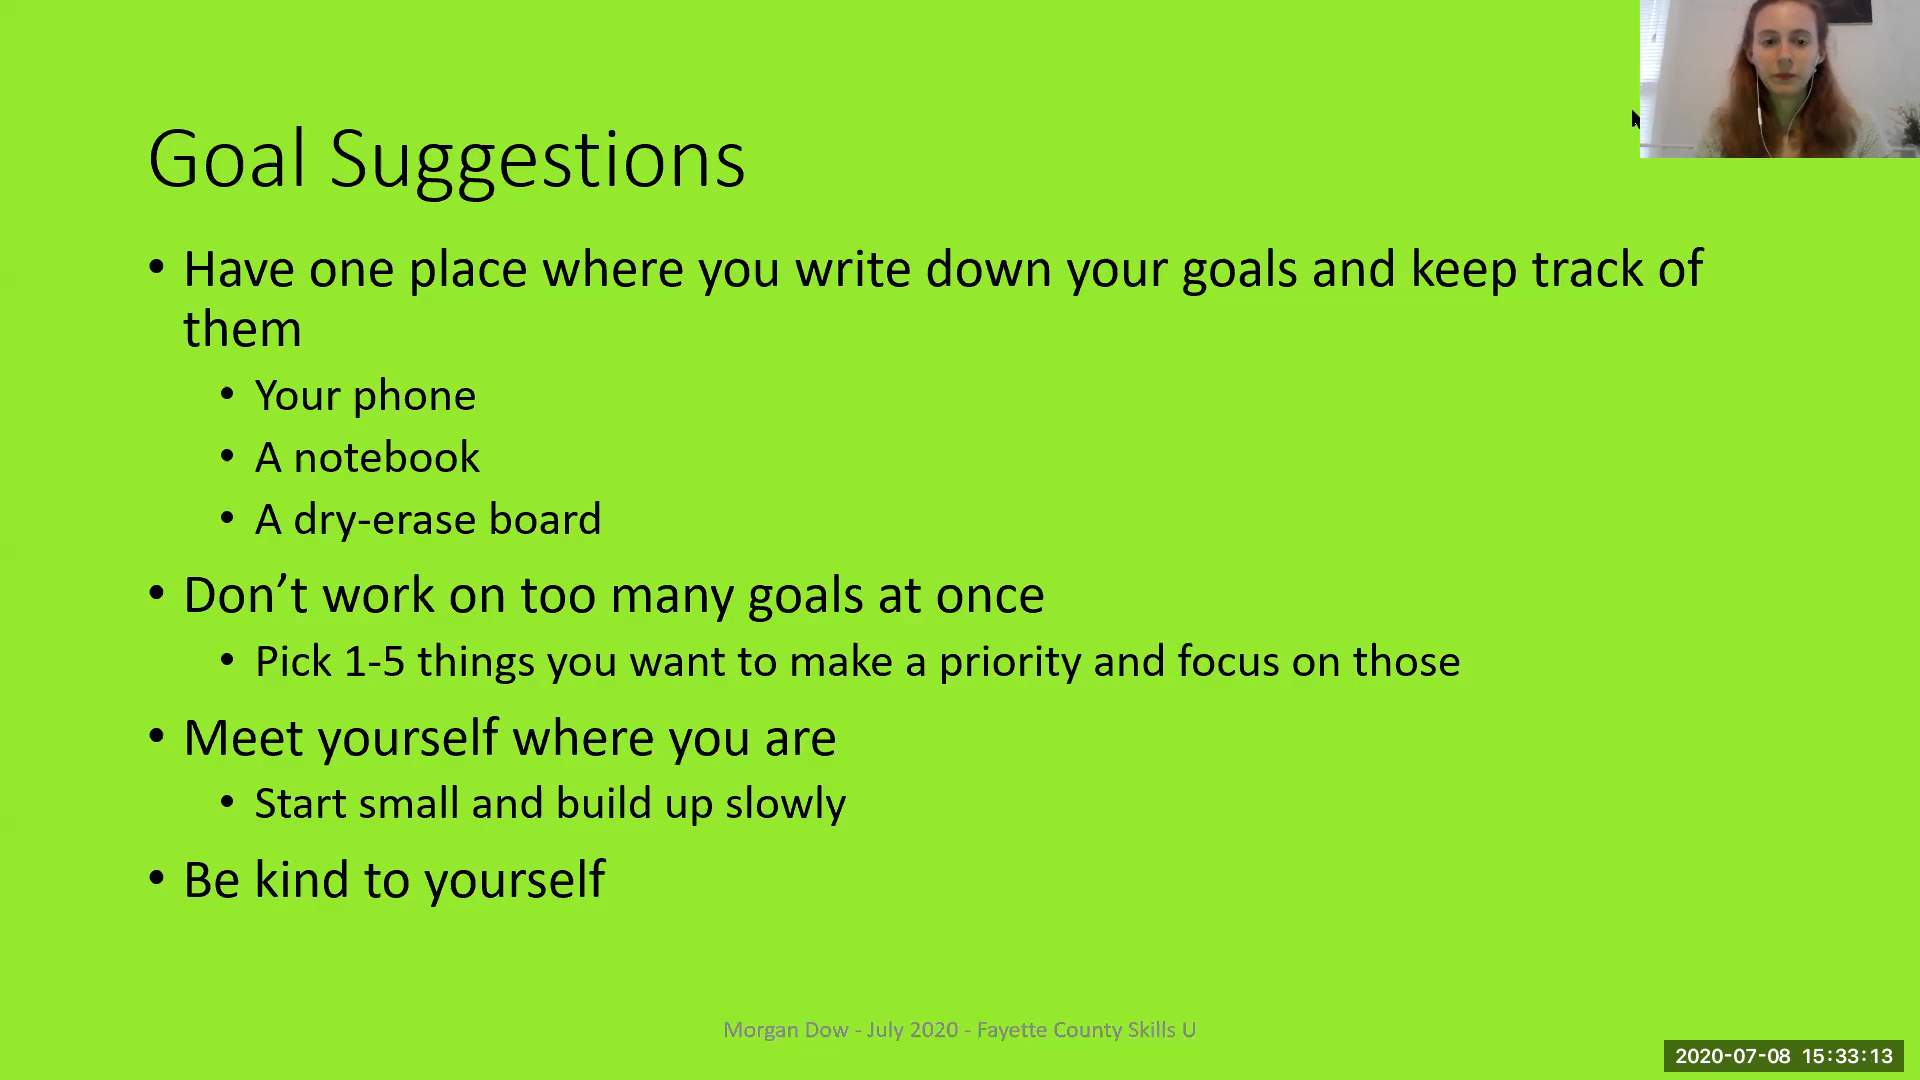 Goal Suggestions
• Have one place where you write down your goals and keep track of
them
• Your phone
• A notebook
• A dry-erase board
• Don’t work on too many goals at once
• Pick 1-5 things you want to make a priority and focus on those
• Meet yourself where you are
• Start small and build up slowly
• Be kind to yourself
Morgan Dow - July 2020 - Fayette County Skills U
2020-07-08 15:33:13